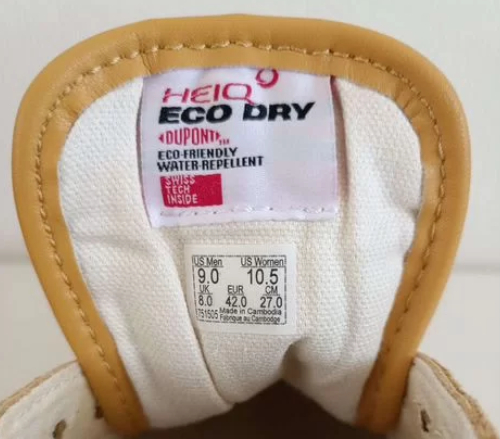 HEIQ
ECO DRY
DUPONT
ECO-FRIENDLY
WATER-REPELLENT
SWISS
TECH
INSIDE
US Men US Women
9.0 10.5
UK EUR CM
8.0 42.0 27.0
751505 Made in Cambodia
Fabriqué au Cambodge